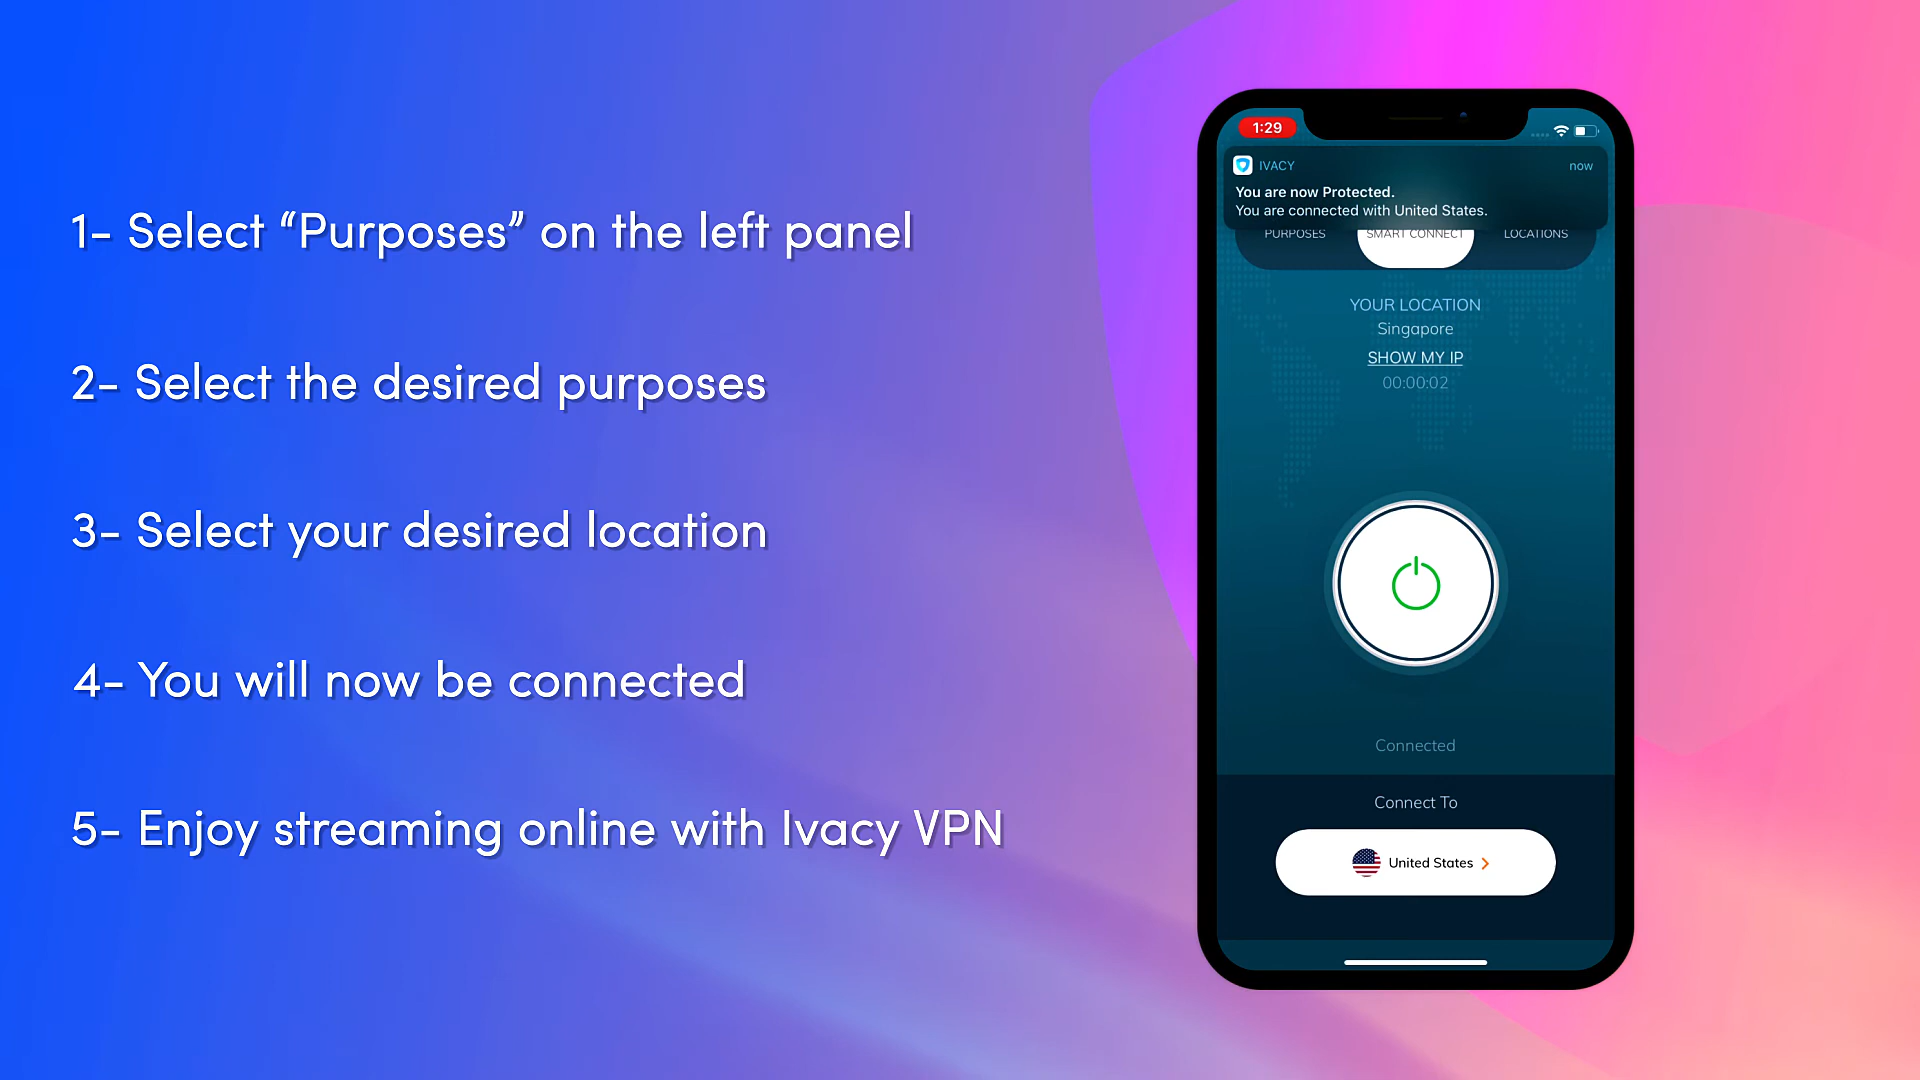 1- Select “Purposes” on the left panel
2- Select the desired purposes
3- Select your desired location
4- You will now be connected
5- Enjoy streaming online with Ivacy VPN
1:29
IVACY now
You are now Protected.
You are connected with United States.
PURPOSES SMART CONNECT LOCATIONS
YOUR LOCATION
Singapore
SHOW MY IP
00:00:02
Connected
Connect To
United States